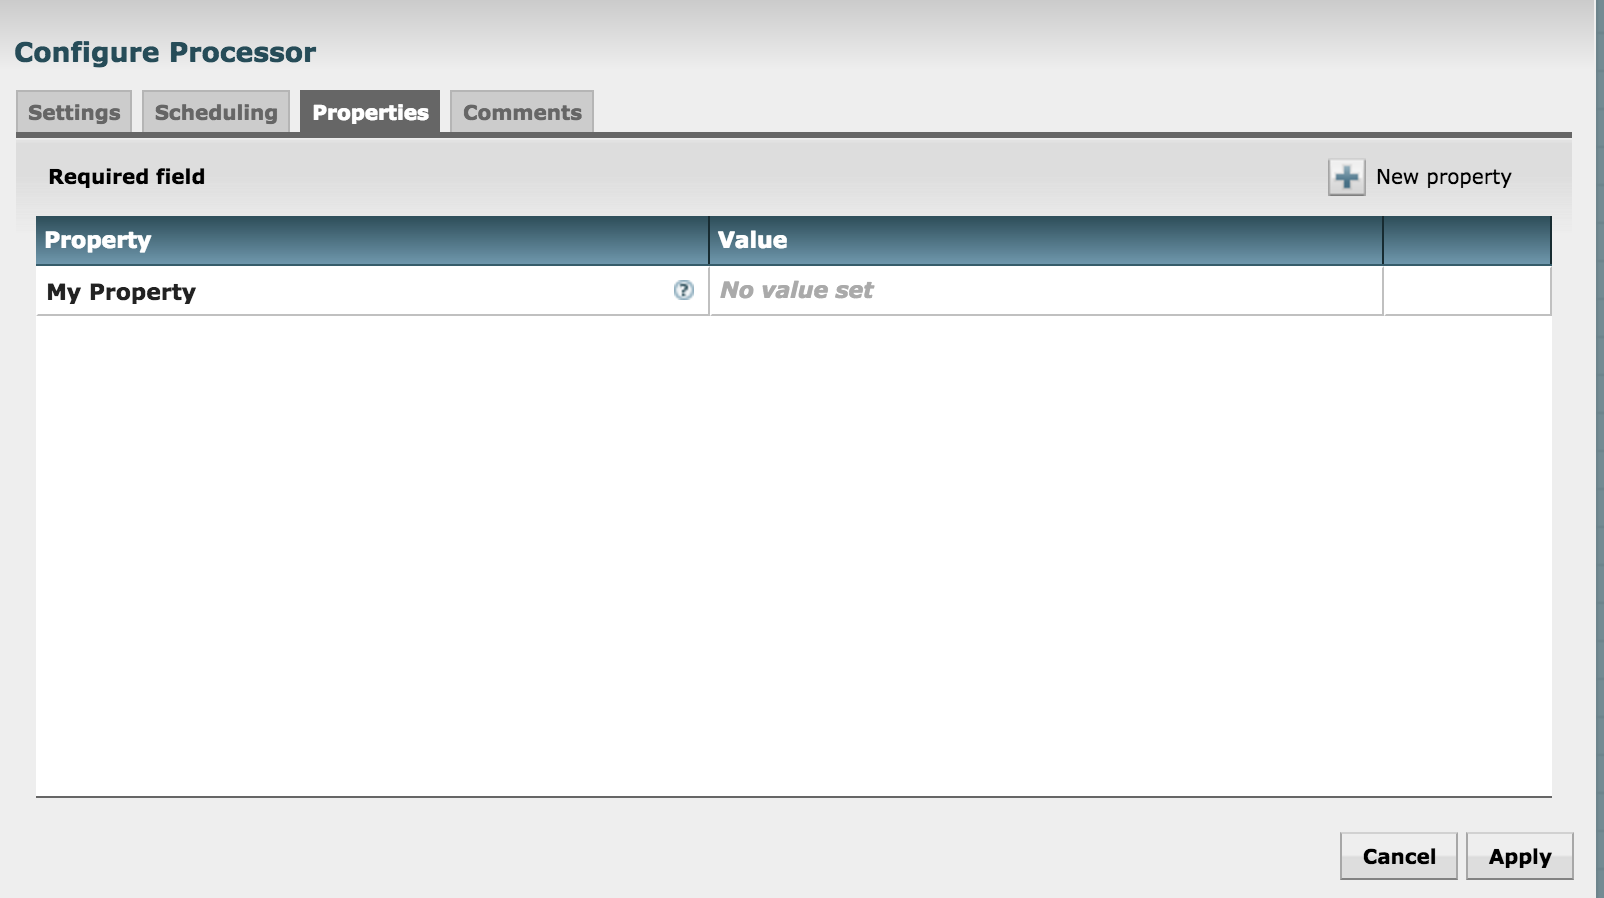 Configure Processor
Settings Scheduling Properties Comments
Required field New property
Property Value
My Property ? No value set
Cancel Apply